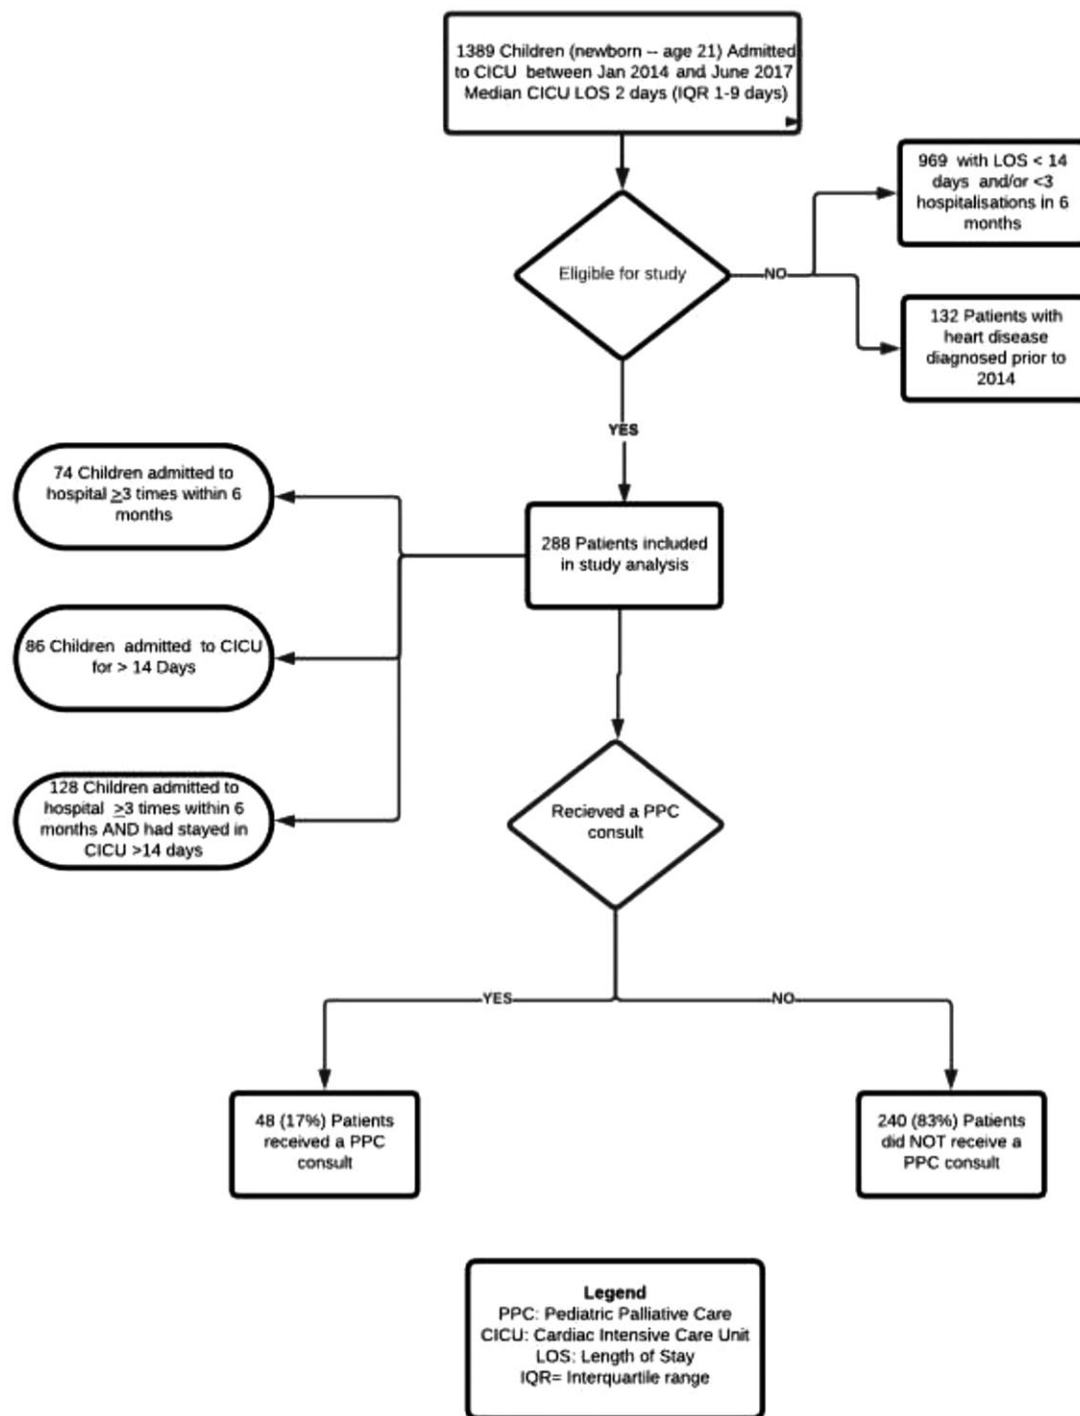 1389 Children (newborn -- age 21) Admitted
to CICU between Jan 2014 and June 2017
Median CICU LOS 2 days (IQR 1-9 days)
969 with LOS < 14
days and/or <3
hospitalisations in 6
months
Eligible for study
NO
132 Patients with
heart disease
diagnosed prior to
2014
YES
74 Children admitted to
hospital ≥3 times within 6
months
288 Patients included
in study analysis
86 Children admitted to CICU
for > 14 Days
128 Children admitted to
hospital ≥3 times within 6
months AND had stayed in
CICU >14 days
Recieved a PPC
consult
YES
NO
48 (17%) Patients
received a PPC
consult
240 (83%) Patients
did NOT receive a
PPC consult
Legend
PPC: Pediatric Palliative Care
CICU: Cardiac Intensive Care Unit
LOS: Length of Stay
IQR= Interquartile range